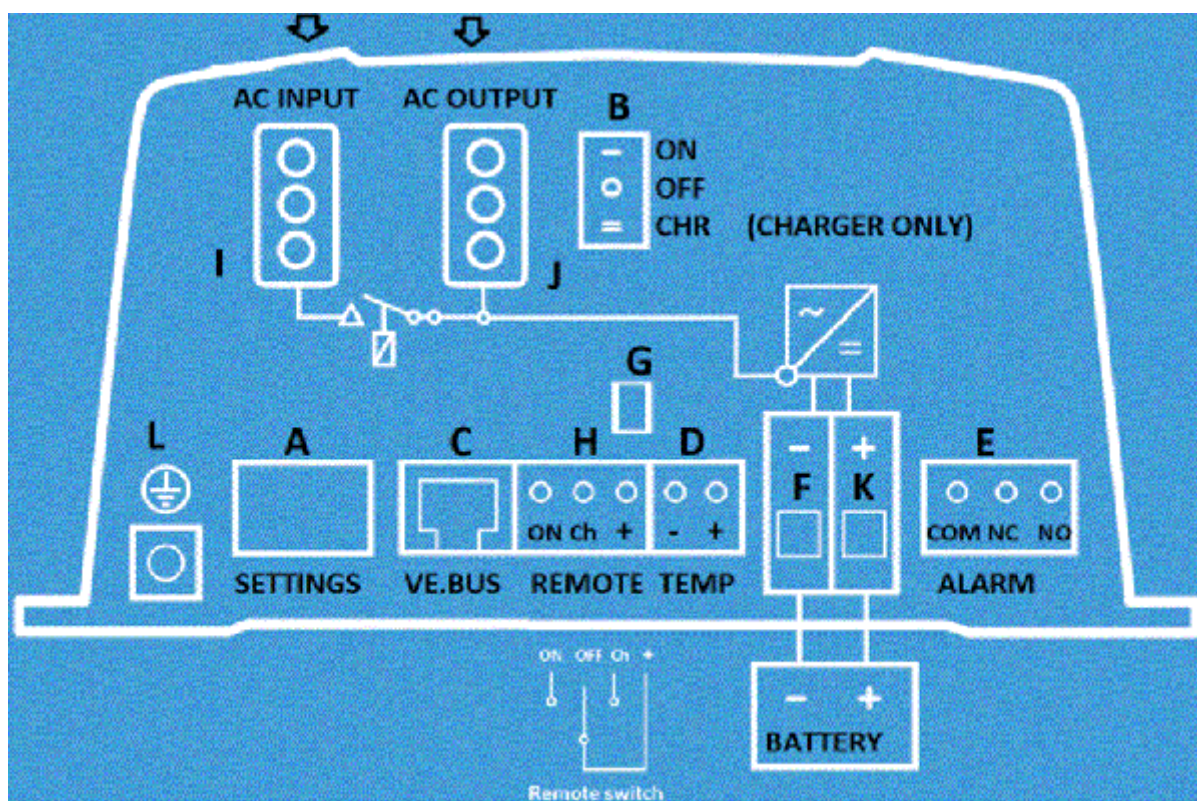 AC INPUT AC OUTPUT B
ON
OFF
CHR (CHARGER ONLY)
I J
G
L A C H D E
- +
F K
ON Ch + - + COM NC NO
SETTINGS VE.BUS REMOTE TEMP ALARM
ON OFF Ch +
- +
BATTERY
Remote switch